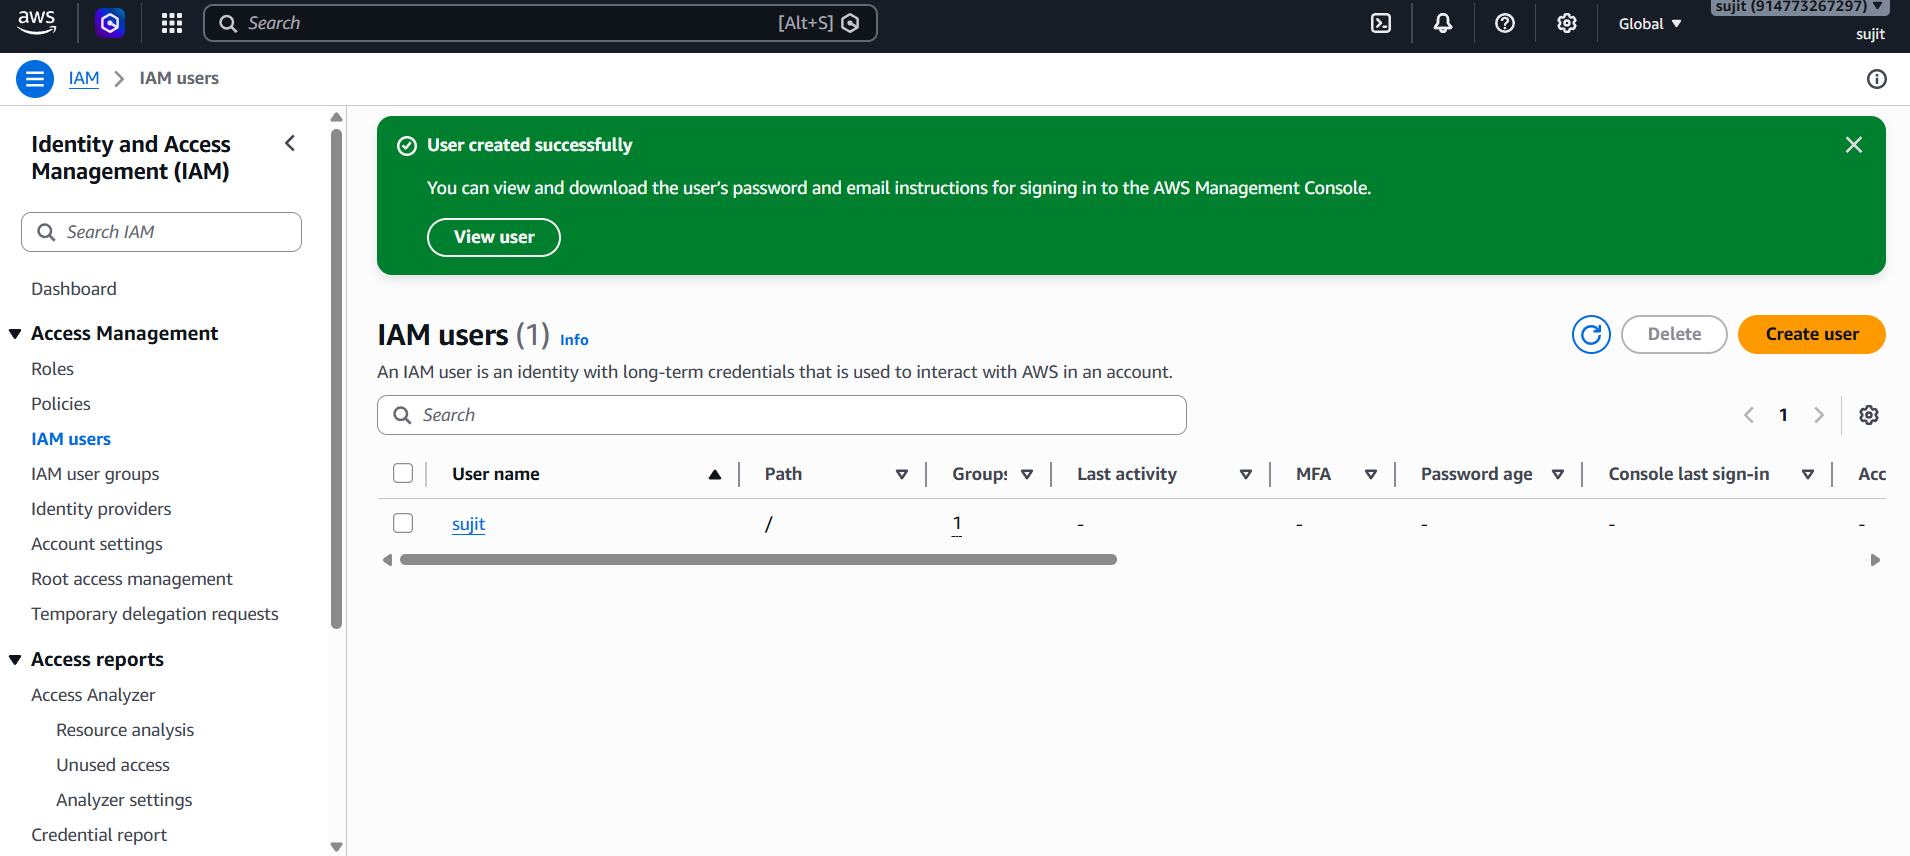 aws
Search
[Alt+S]
Global
sujit (914773267297)
sujit
IAM
IAM users
Identity and Access
Management (IAM)
Search IAM
Dashboard
Access Management
Roles
Policies
IAM users
IAM user groups
Identity providers
Account settings
Root access management
Temporary delegation requests
Access reports
Access Analyzer
Resource analysis
Unused access
Analyzer settings
Credential report
User created successfully
You can view and download the user's password and email instructions for signing in to the AWS Management Console.
View user
IAM users (1) Info
Delete
Create user
An IAM user is an identity with long-term credentials that is used to interact with AWS in an account.
Search
1
User name Path Groups Last activity MFA Password age Console last sign-in Acc
sujit / 1 - - - - -